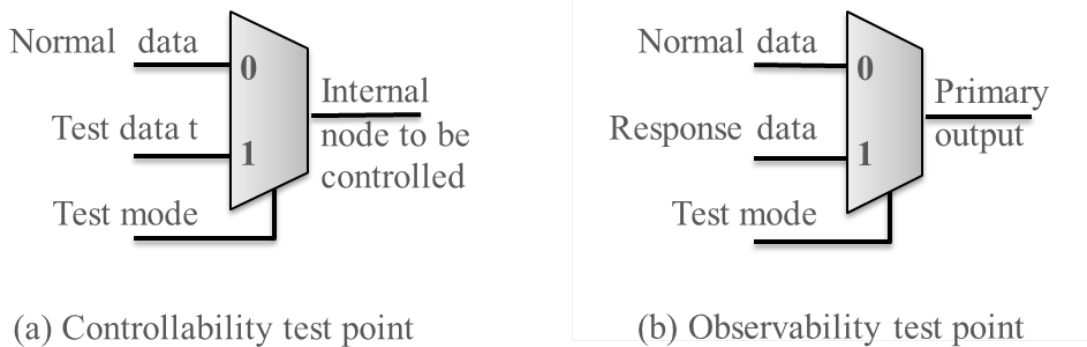 Normal data
0
Test data t
1
Test mode
Internal
node to be
controlled
(a) Controllability test point
Normal data
0
Response data
1
Test mode
Primary
output
(b) Observability test point